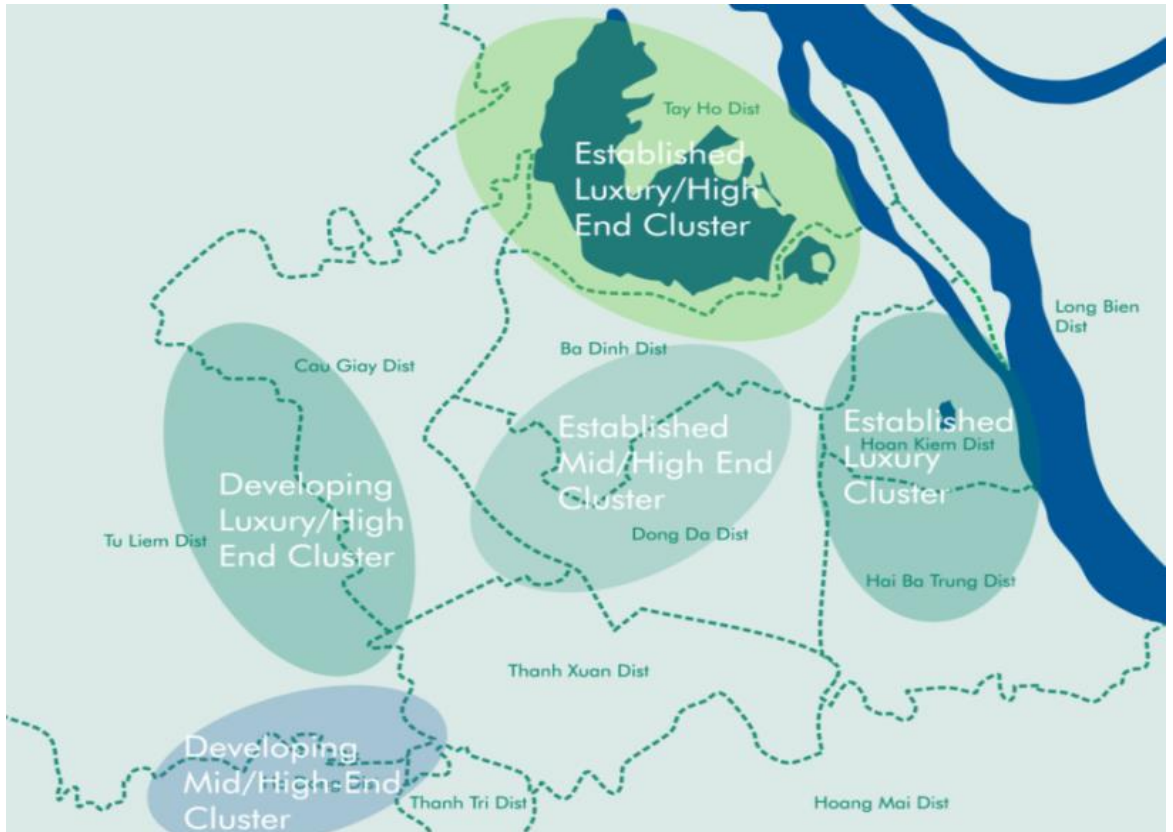 Tay Ho Dist
Established
Luxury/High
End Cluster
Long Bien
Dist
Ba Dinh Dist
Cau Giay Dist
Established
Mid/High End
Cluster
Established
Hoan Kiem Dist
Luxury
Cluster
Developing
Luxury/High
End Cluster
Tu Liem Dist
Dong Da Dist
Hai Ba Trung Dist
Thanh Xuan Dist
Developing
Mid/High-End
Cluster
Thanh Tri Dist
Hoang Mai Dist